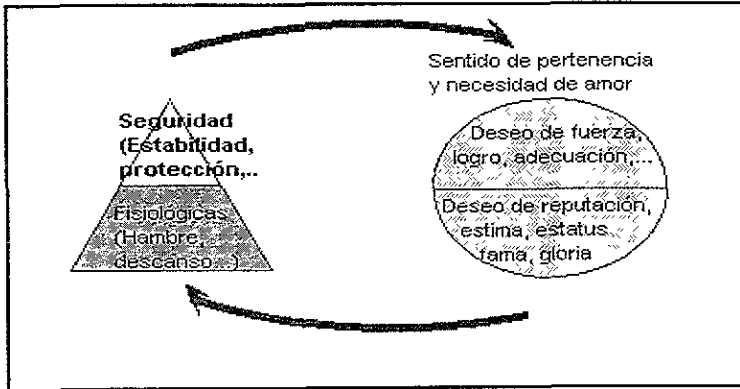 Sentido de pertenencia
y necesidad de amor
Seguridad
(Estabilidad,
protección,..
Fisiológicas
(Hambre,
descanso...)
Deseo de fuerza,
logro, adecuación,...
Deseo de reputación,
estima, estatus,
fama, gloria